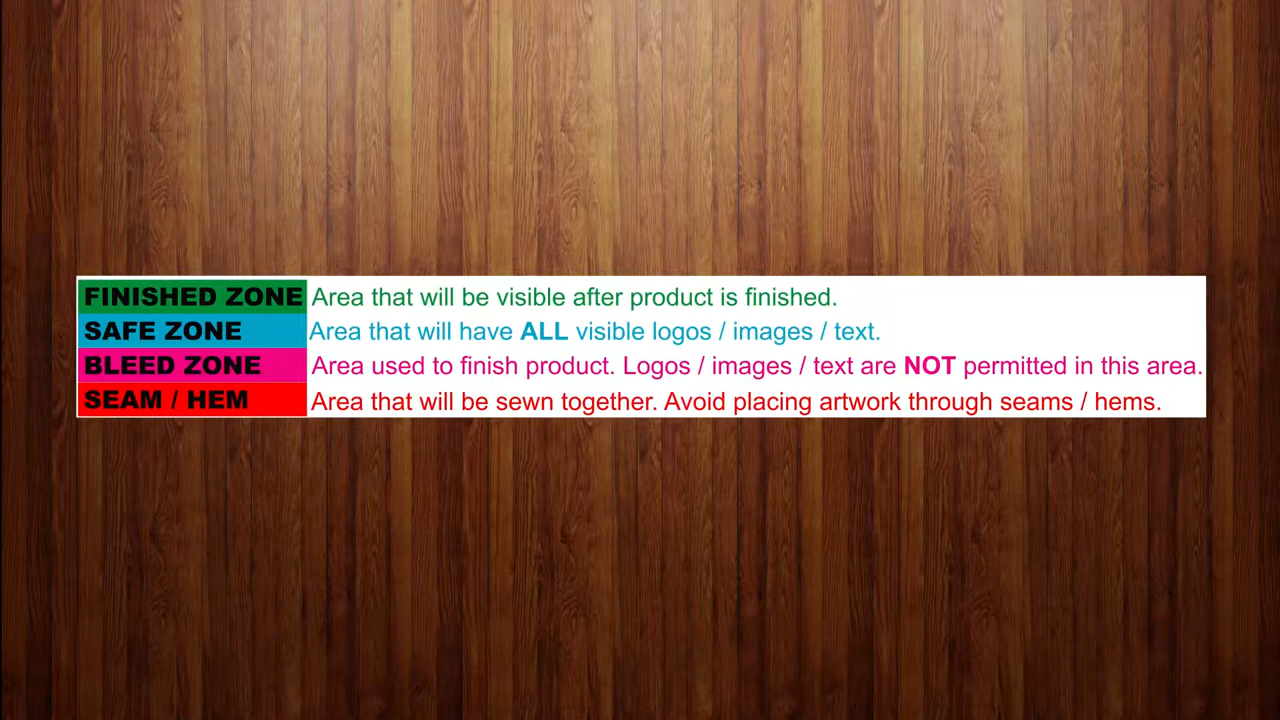 FINISHED ZONE Area that will be visible after product is finished.
SAFE ZONE Area that will have ALL visible logos / images / text.
BLEED ZONE Area used to finish product. Logos / images / text are NOT permitted in this area.
SEAM / HEM Area that will be sewn together. Avoid placing artwork through seams / hems.